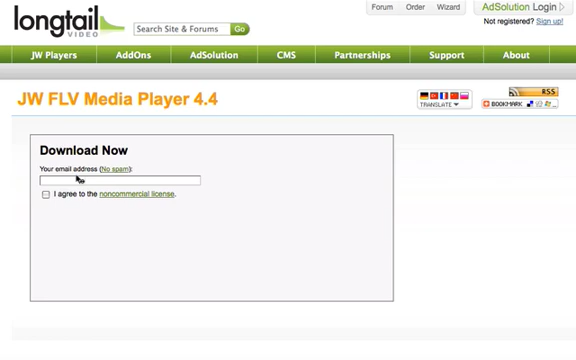 longtail
VIDEO
Search Site & Forums
Go
Forum Order Wizard
AdSolution Login
Not registered? Sign up!
JW Players AddOns AdSolution CMS Partnerships Support About
JW FLV Media Player 4.4
TRANSLATE
RSS
BOOKMARK
Download Now
Your email address (No spam):
I agree to the noncommercial license.